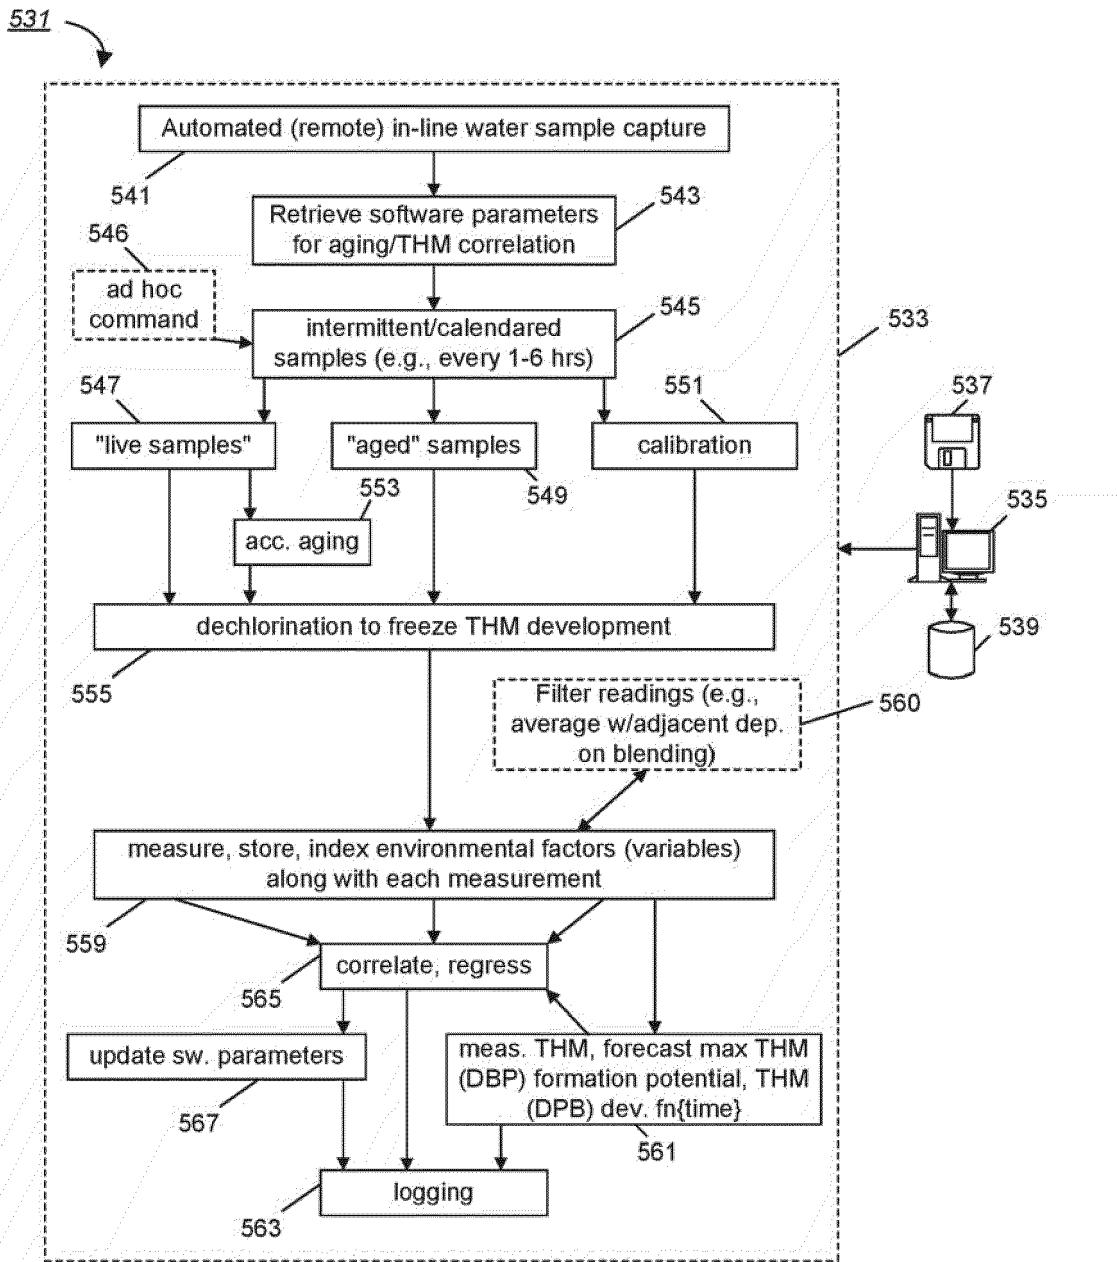 531
Automated (remote) in-line water sample capture
541
543
Retrieve software parameters
for aging/THM correlation
546
ad hoc
command
545
intermittent/calendared
samples (e.g., every 1-6 hrs)
533
547
551
537
"live samples"
"aged" samples
calibration
553
549
535
acc. aging
dechlorination to freeze THM development
539
555
Filter readings (e.g.,
average w/adjacent dep.
on blending)
560
measure, store, index environmental factors (variables)
along with each measurement
559
correlate, regress
565
update sw. parameters
meas. THM, forecast max THM
(DBP) formation potential, THM
(DPB) dev. fn{time}
567
561
logging
563